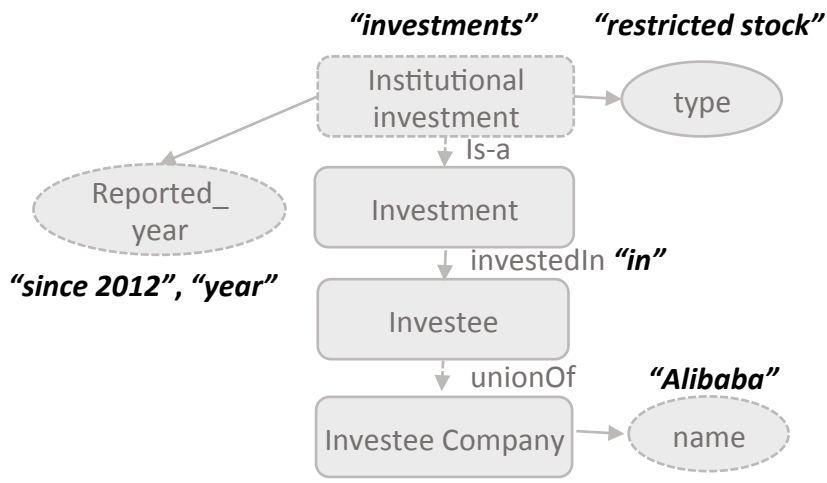 “investments” “restricted stock”
Institutional
investment
type
Is-a
Reported_
year
Investment
“since 2012”, “year”
investedIn “in”
Investee
unionOf
“Alibaba”
Investee Company
name